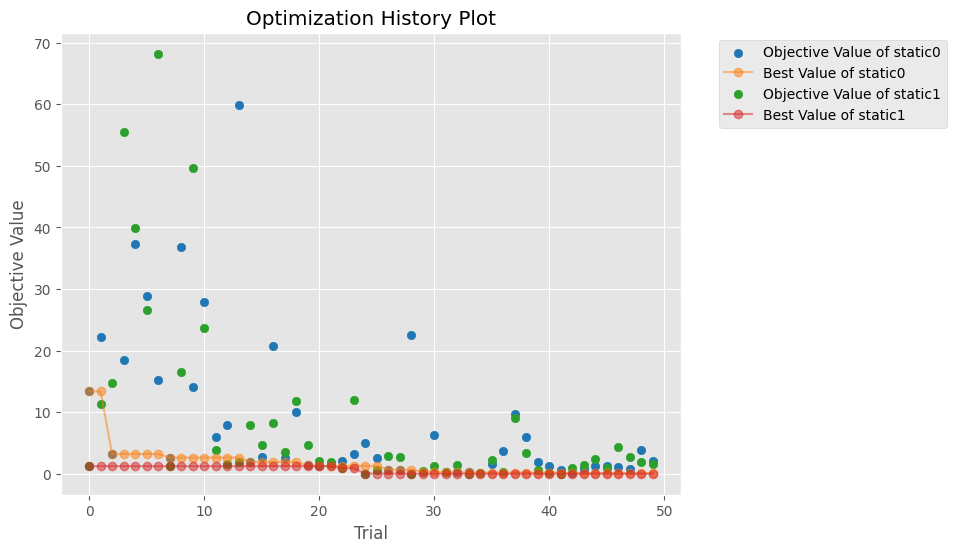 Optimization History Plot
Objective Value of static0
Best Value of static0
Objective Value of static1
Best Value of static1
Objective Value
70
60
50
40
30
20
10
0
0
10
20
30
40
50
Trial